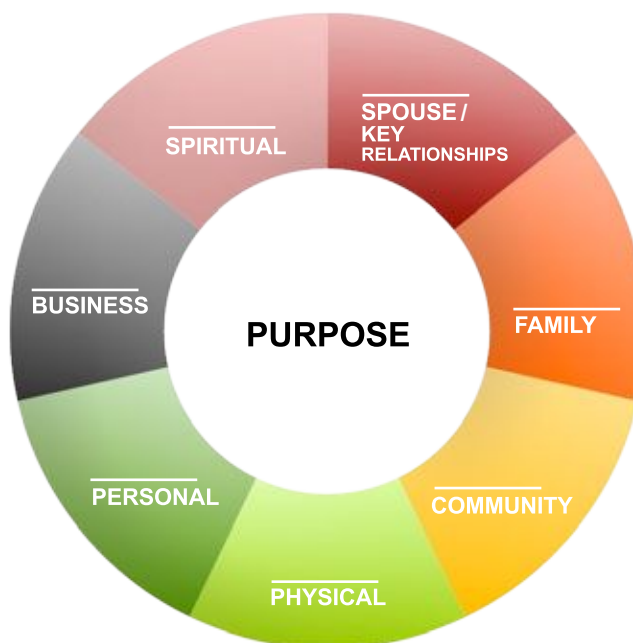 SPOUSE /
KEY
RELATIONSHIPS
FAMILY
COMMUNITY
PHYSICAL
PERSONAL
BUSINESS
SPIRITUAL
PURPOSE